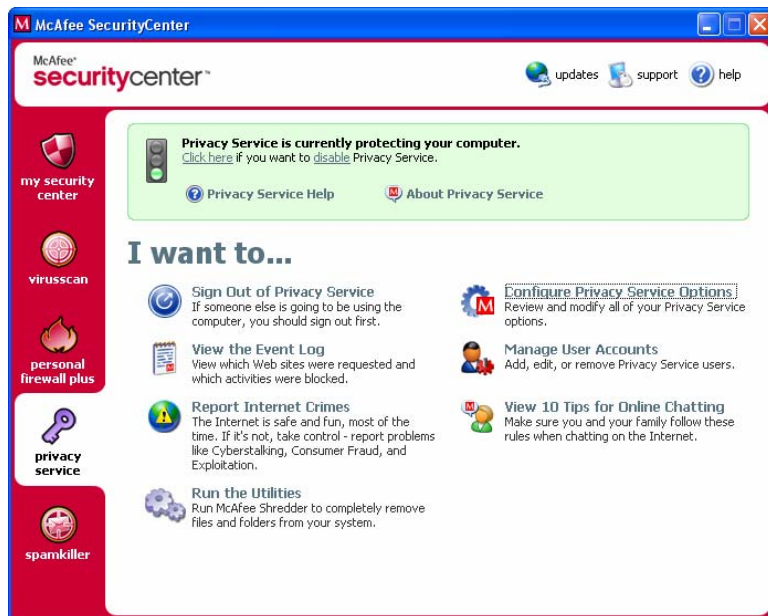 McAfee SecurityCenter
McAfee®
securitycenter™
updates
support
help
my security
center
virusscan
personal
firewall plus
privacy
service
spamkiller
Privacy Service is currently protecting your computer.
Click here if you want to disable Privacy Service.
Privacy Service Help
About Privacy Service
I want to...
Sign Out of Privacy Service
If someone else is going to be using the
computer, you should sign out first.
Configure Privacy Service Options
Review and modify all of your Privacy Service
options.
View the Event Log
View which Web sites were requested and
which activities were blocked.
Manage User Accounts
Add, edit, or remove Privacy Service users.
Report Internet Crimes
The Internet is safe and fun, most of the
time. If it's not, take control - report problems
like Cyberstalking, Consumer Fraud, and
Exploitation.
View 10 Tips for Online Chatting
Make sure you and your family follow these
rules when chatting on the Internet.
Run the Utilities
Run McAfee Shredder to completely remove
files and folders from your system.